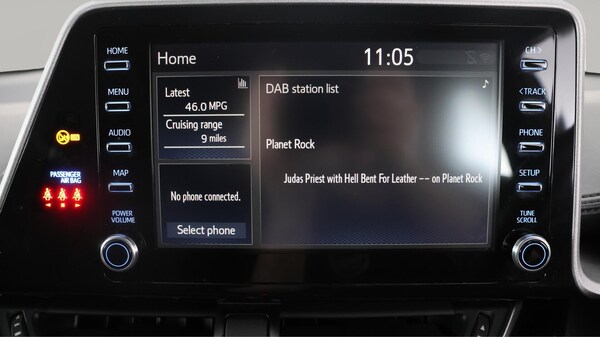 HOME
MENU
AUDIO
MAP
POWER
VOLUME
PASSENGER
AIR BAG
Home
11:05
Latest
46.0 MPG
Cruising range
9 miles
No phone connected.
Select phone
DAB station list
Planet Rock
Judas Priest with Hell Bent For Leather –– on Planet Rock
CH >
< TRACK
PHONE
SETUP
TUNE
SCROLL